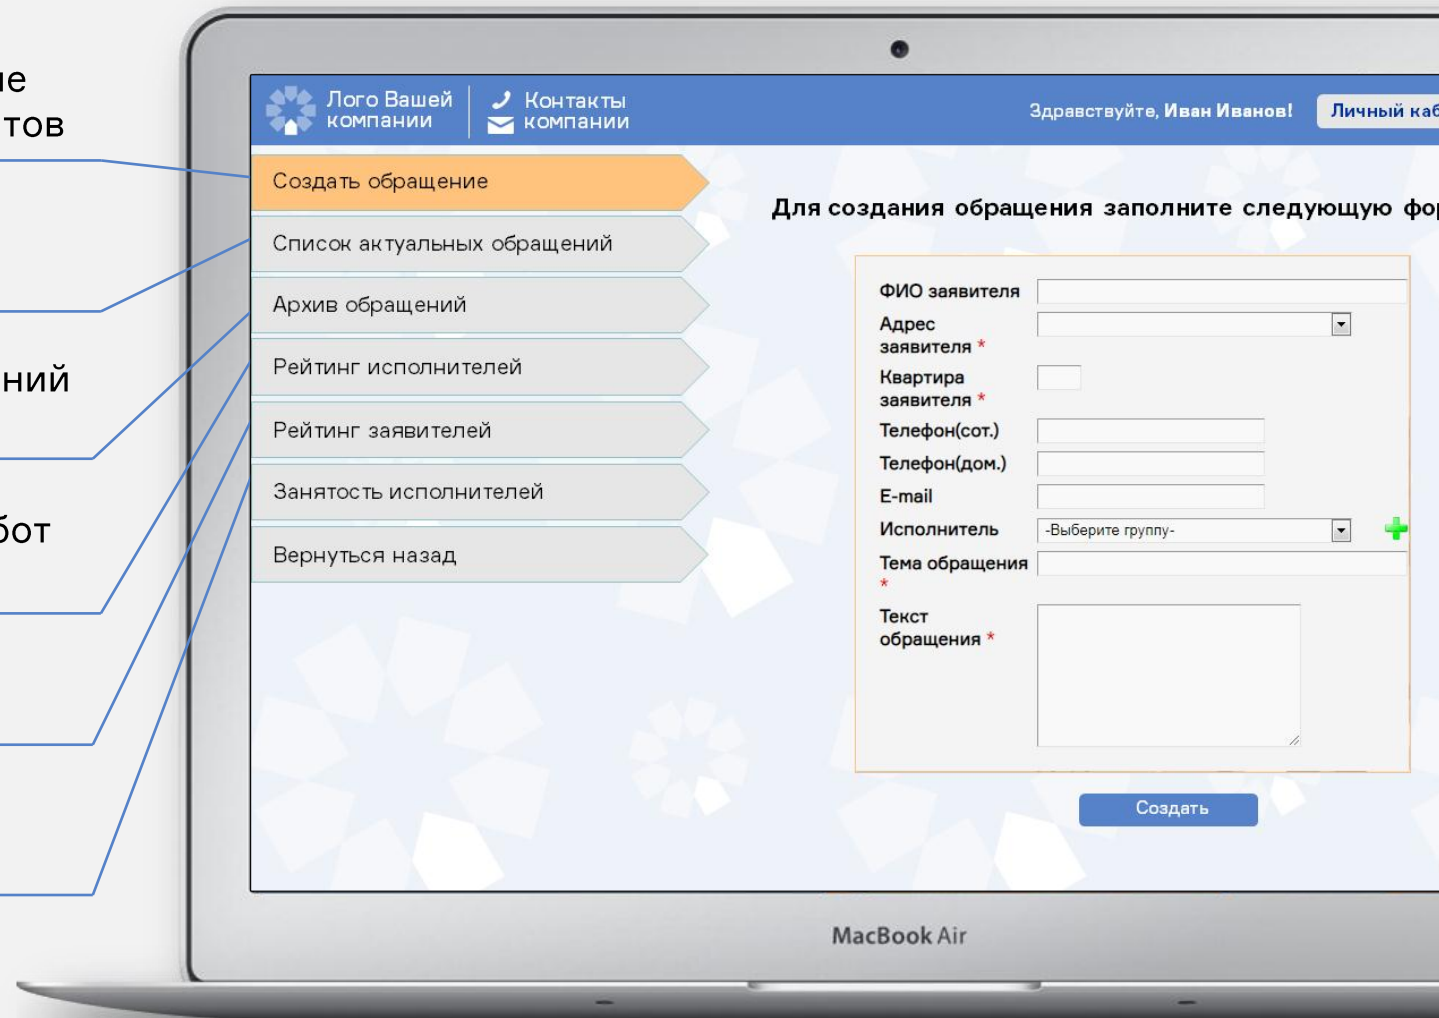 ие
тов
ний
бот
Лого Вашей
компании
Контакты
компании
Здравствуйте, Иван Иванов!
Личный каб
Создать обращение
Список актуальных обращений
Архив обращений
Рейтинг исполнителей
Рейтинг заявителей
Занятость исполнителей
Вернуться назад
Для создания обращения заполните следующую фор
ФИО заявителя
Адрес
заявителя *
Квартира
заявителя *
Телефон(сот.)
Телефон(дом.)
E-mail
Исполнитель
-Выберите группу-
Тема обращения
*
Текст
обращения *
Создать
MacBook Air